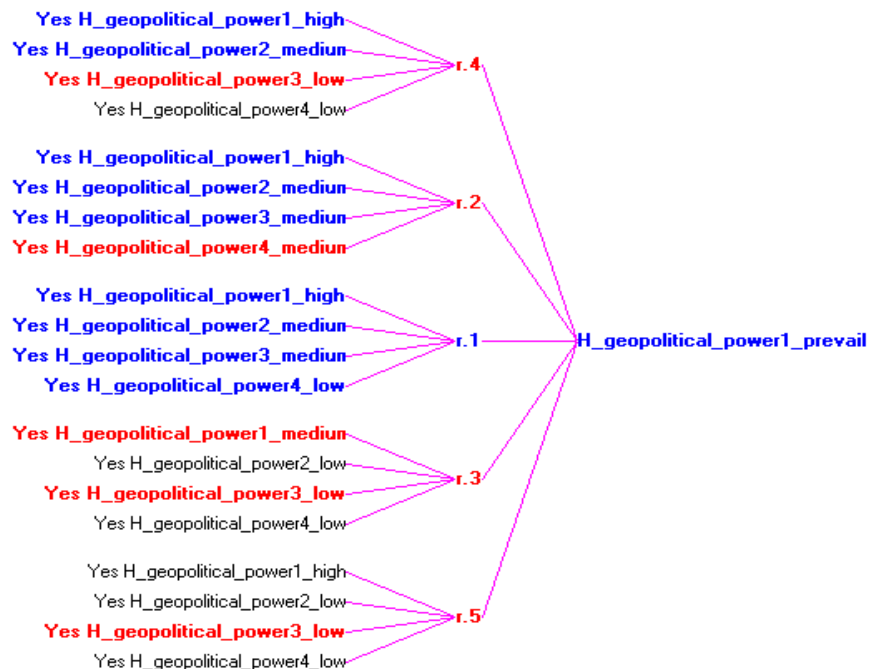 Yes H_geopolitical_power1_high
Yes H_geopolitical_power2_mediun
Yes H_geopolitical_power3_low
Yes H_geopolitical_power4_low
r.4
Yes H_geopolitical_power1_high
Yes H_geopolitical_power2_mediun
Yes H_geopolitical_power3_mediun
Yes H_geopolitical_power4_mediun
r.2
Yes H_geopolitical_power1_high
Yes H_geopolitical_power2_mediun
Yes H_geopolitical_power3_mediun
Yes H_geopolitical_power4_low
r.1
H_geopolitical_power1_prevail
Yes H_geopolitical_power1_mediun
Yes H_geopolitical_power2_low
Yes H_geopolitical_power3_low
Yes H_geopolitical_power4_low
r.3
Yes H_geopolitical_power1_high
Yes H_geopolitical_power2_low
Yes H_geopolitical_power3_low
Yes H_geopolitical_power4_low
r.5